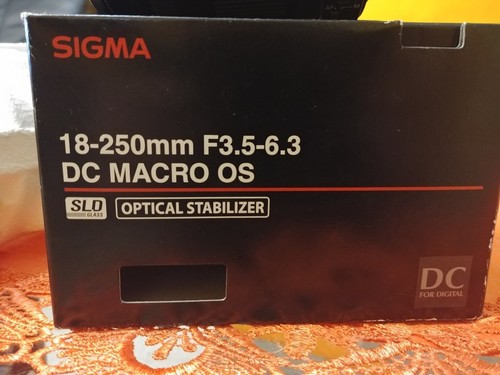 SIGMA
18-250mm F3.5-6.3
DC MACRO OS
SLD
GLASS
OPTICAL STABILIZER
DC
FOR DIGITAL